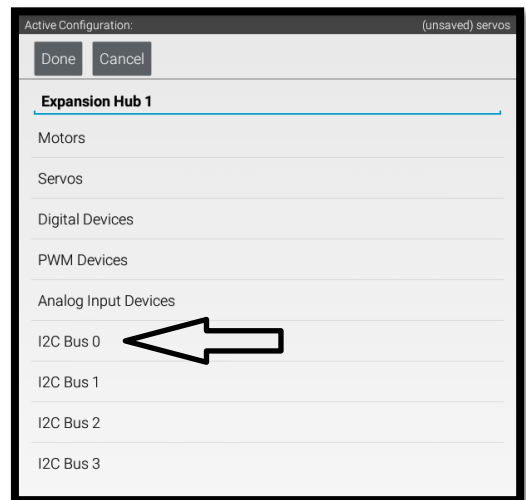 Active Configuration: (unsaved) servos
Done Cancel
Expansion Hub 1
Motors
Servos
Digital Devices
PWM Devices
Analog Input Devices
I2C Bus 0
I2C Bus 1
I2C Bus 2
I2C Bus 3